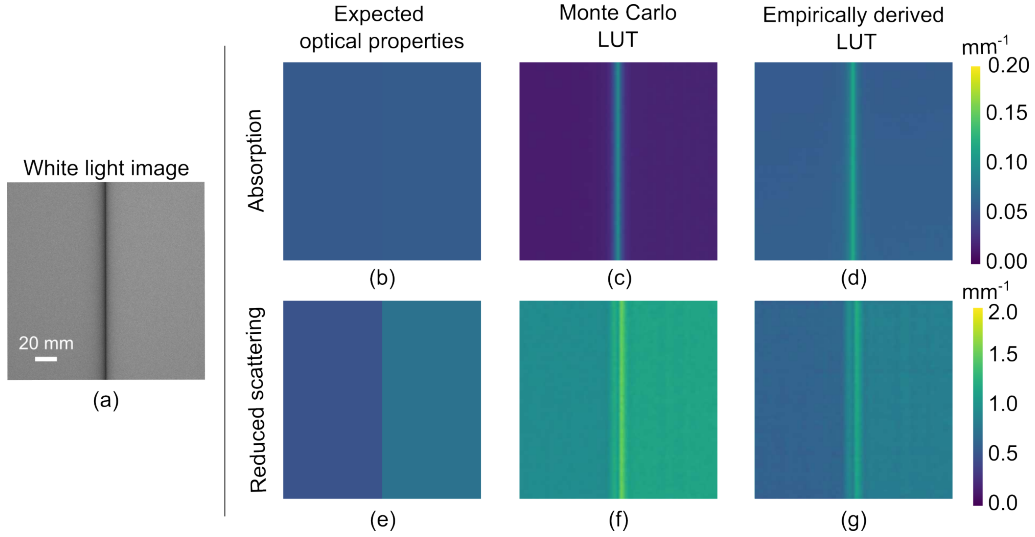 Expected
optical properties
Monte Carlo
LUT
Empirically derived
LUT
mm-1
0.20
0.15
0.10
0.05
0.00
Absorption
White light image
20 mm
(a)
(b)
(c)
(d)
mm-1
2.0
1.5
1.0
0.5
0.0
Reduced scattering
(e)
(f)
(g)